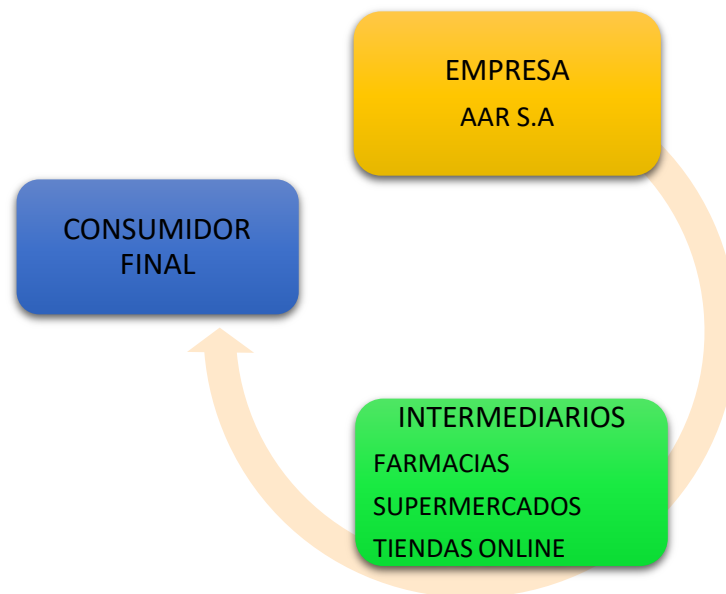 EMPRESA
AAR S.A
CONSUMIDOR
FINAL
INTERMEDIARIOS
FARMACIAS
SUPERMERCADOS
TIENDAS ONLINE